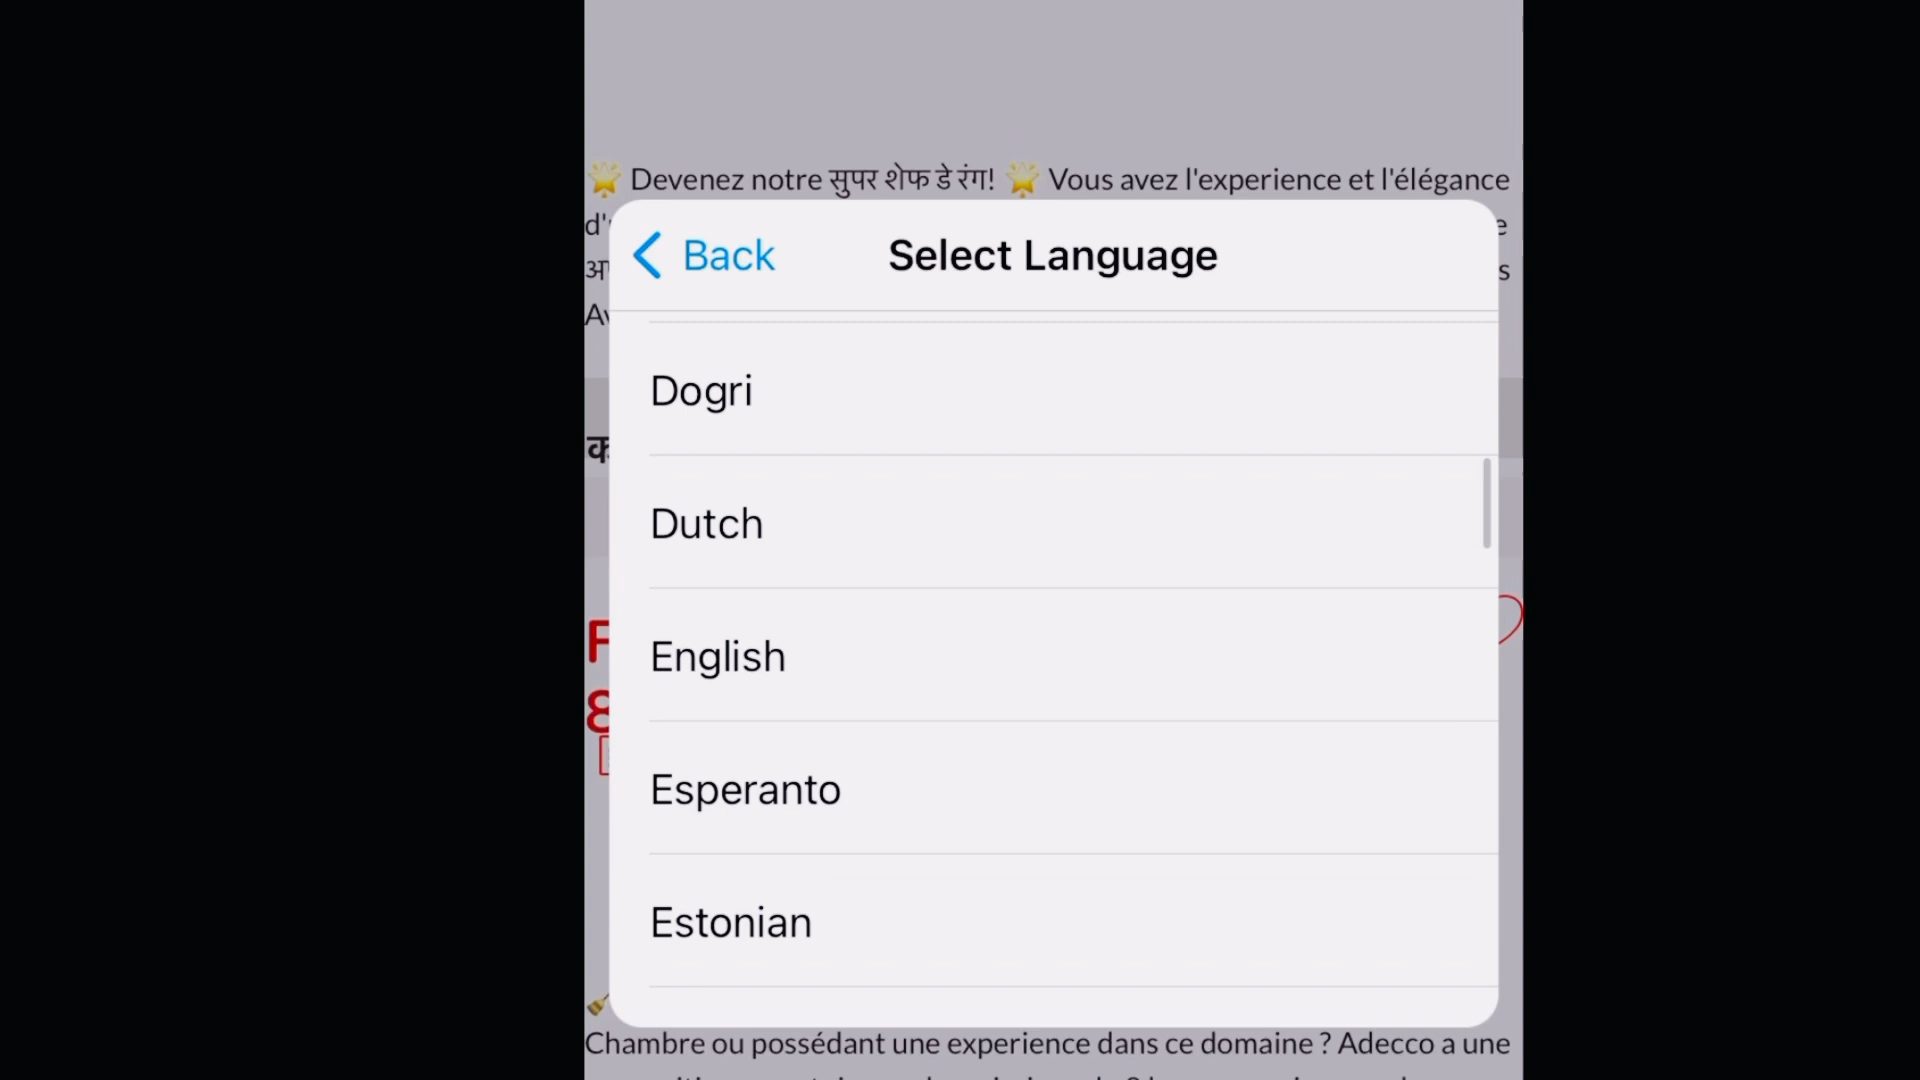 🌟 Devenez notre सुपर शेफ डे रंग! 🌟 Vous avez l'experience et l'élégance
Back
Select Language
Dogri
Dutch
English
Esperanto
Estonian
Chambre ou possédant une experience dans ce domaine ? Adecco a une